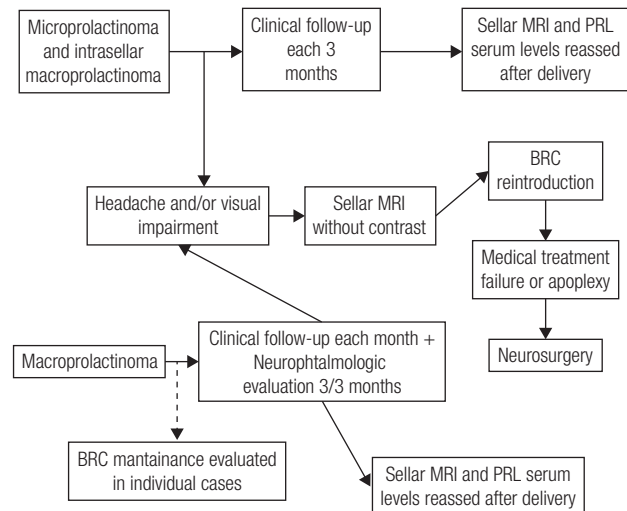 Microprolactinoma
and intrasellar
macroprolactinoma
Clinical follow-up
each 3
months
Sellar MRI and PRL
serum levels reassed
after delivery
Headache and/or visual
impairment
Sellar MRI
without contrast
BRC
reintroduction
Medical treatment
failure or apoplexy
Neurosurgery
Macroprolactinoma
Clinical follow-up each month +
Neurophtalmologic
evaluation 3/3 months
BRC mantainance evaluated
in individual cases
Sellar MRI and PRL serum
levels reassed after delivery